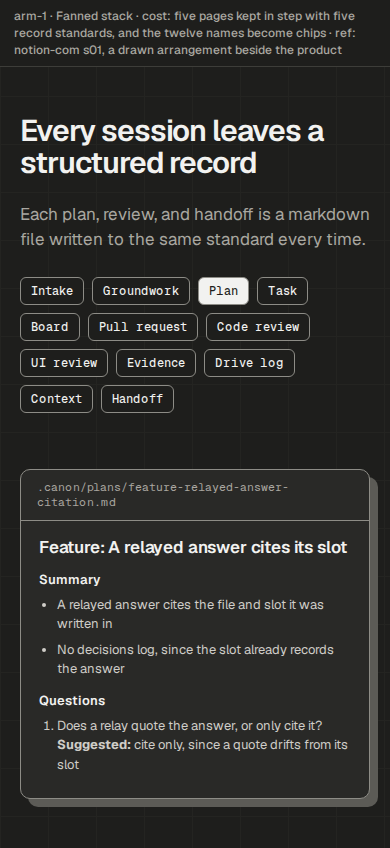 arm-1 · Fanned stack · cost: five pages kept in step with five
record standards, and the twelve names become chips · ref:
notion-com s01, a drawn arrangement beside the product
Every session leaves a
structured record
Each plan, review, and handoff is a markdown
file written to the same standard every time.
Intake Groundwork Plan Task
Board Pull request Code review
UI review Evidence Drive log
Context Handoff
.canon/plans/feature-relayed-answer-
citation.md
Feature: A relayed answer cites its slot
Summary
• A relayed answer cites the file and slot it was
written in
• No decisions log, since the slot already records
the answer
Questions
1. Does a relay quote the answer, or only cite it?
Suggested: cite only, since a quote drifts from its
slot